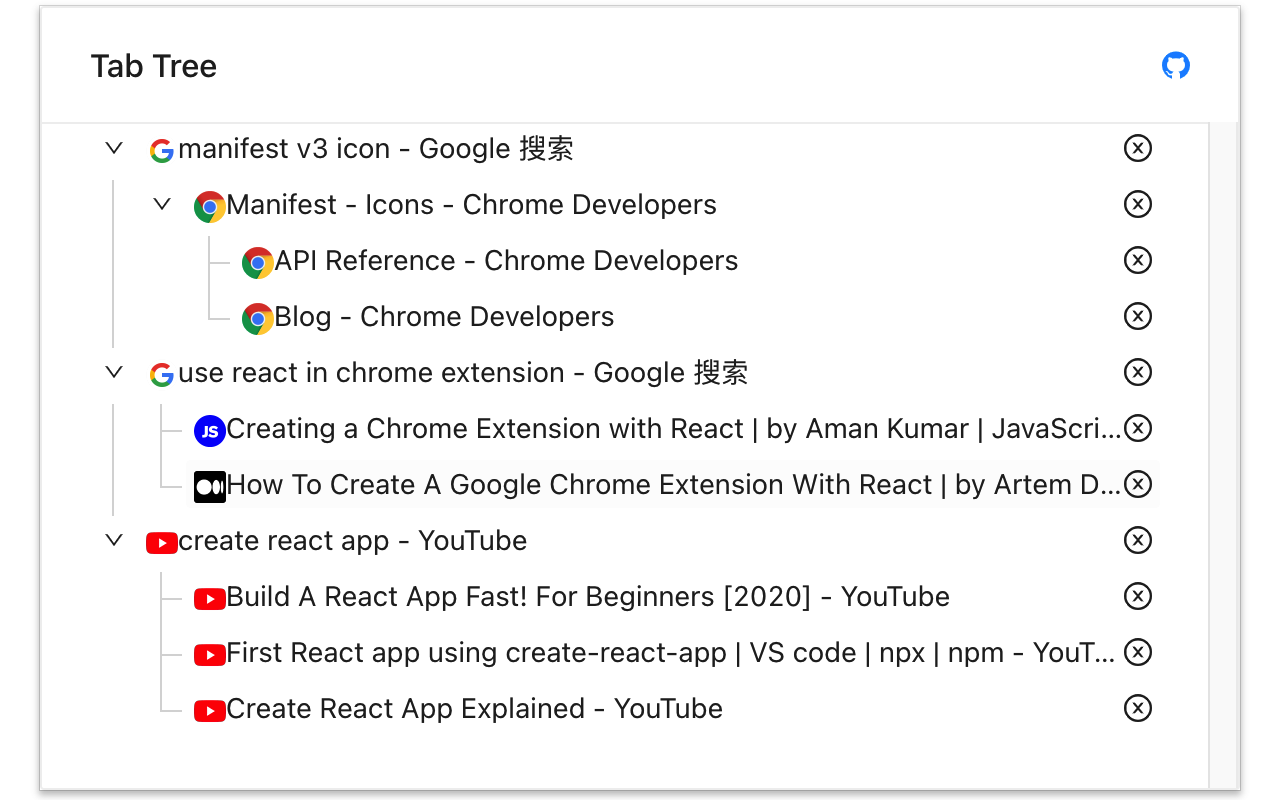 Tab Tree
manifest v3 icon - Google 搜索
Manifest - Icons - Chrome Developers
API Reference - Chrome Developers
Blog - Chrome Developers
use react in chrome extension - Google 搜索
JS Creating a Chrome Extension with React | by Aman Kumar | JavaScri...
How To Create A Google Chrome Extension With React | by Artem D...
create react app - YouTube
Build A React App Fast! For Beginners [2020] - YouTube
First React app using create-react-app | VS code | npx | npm - YouT...
Create React App Explained - YouTube